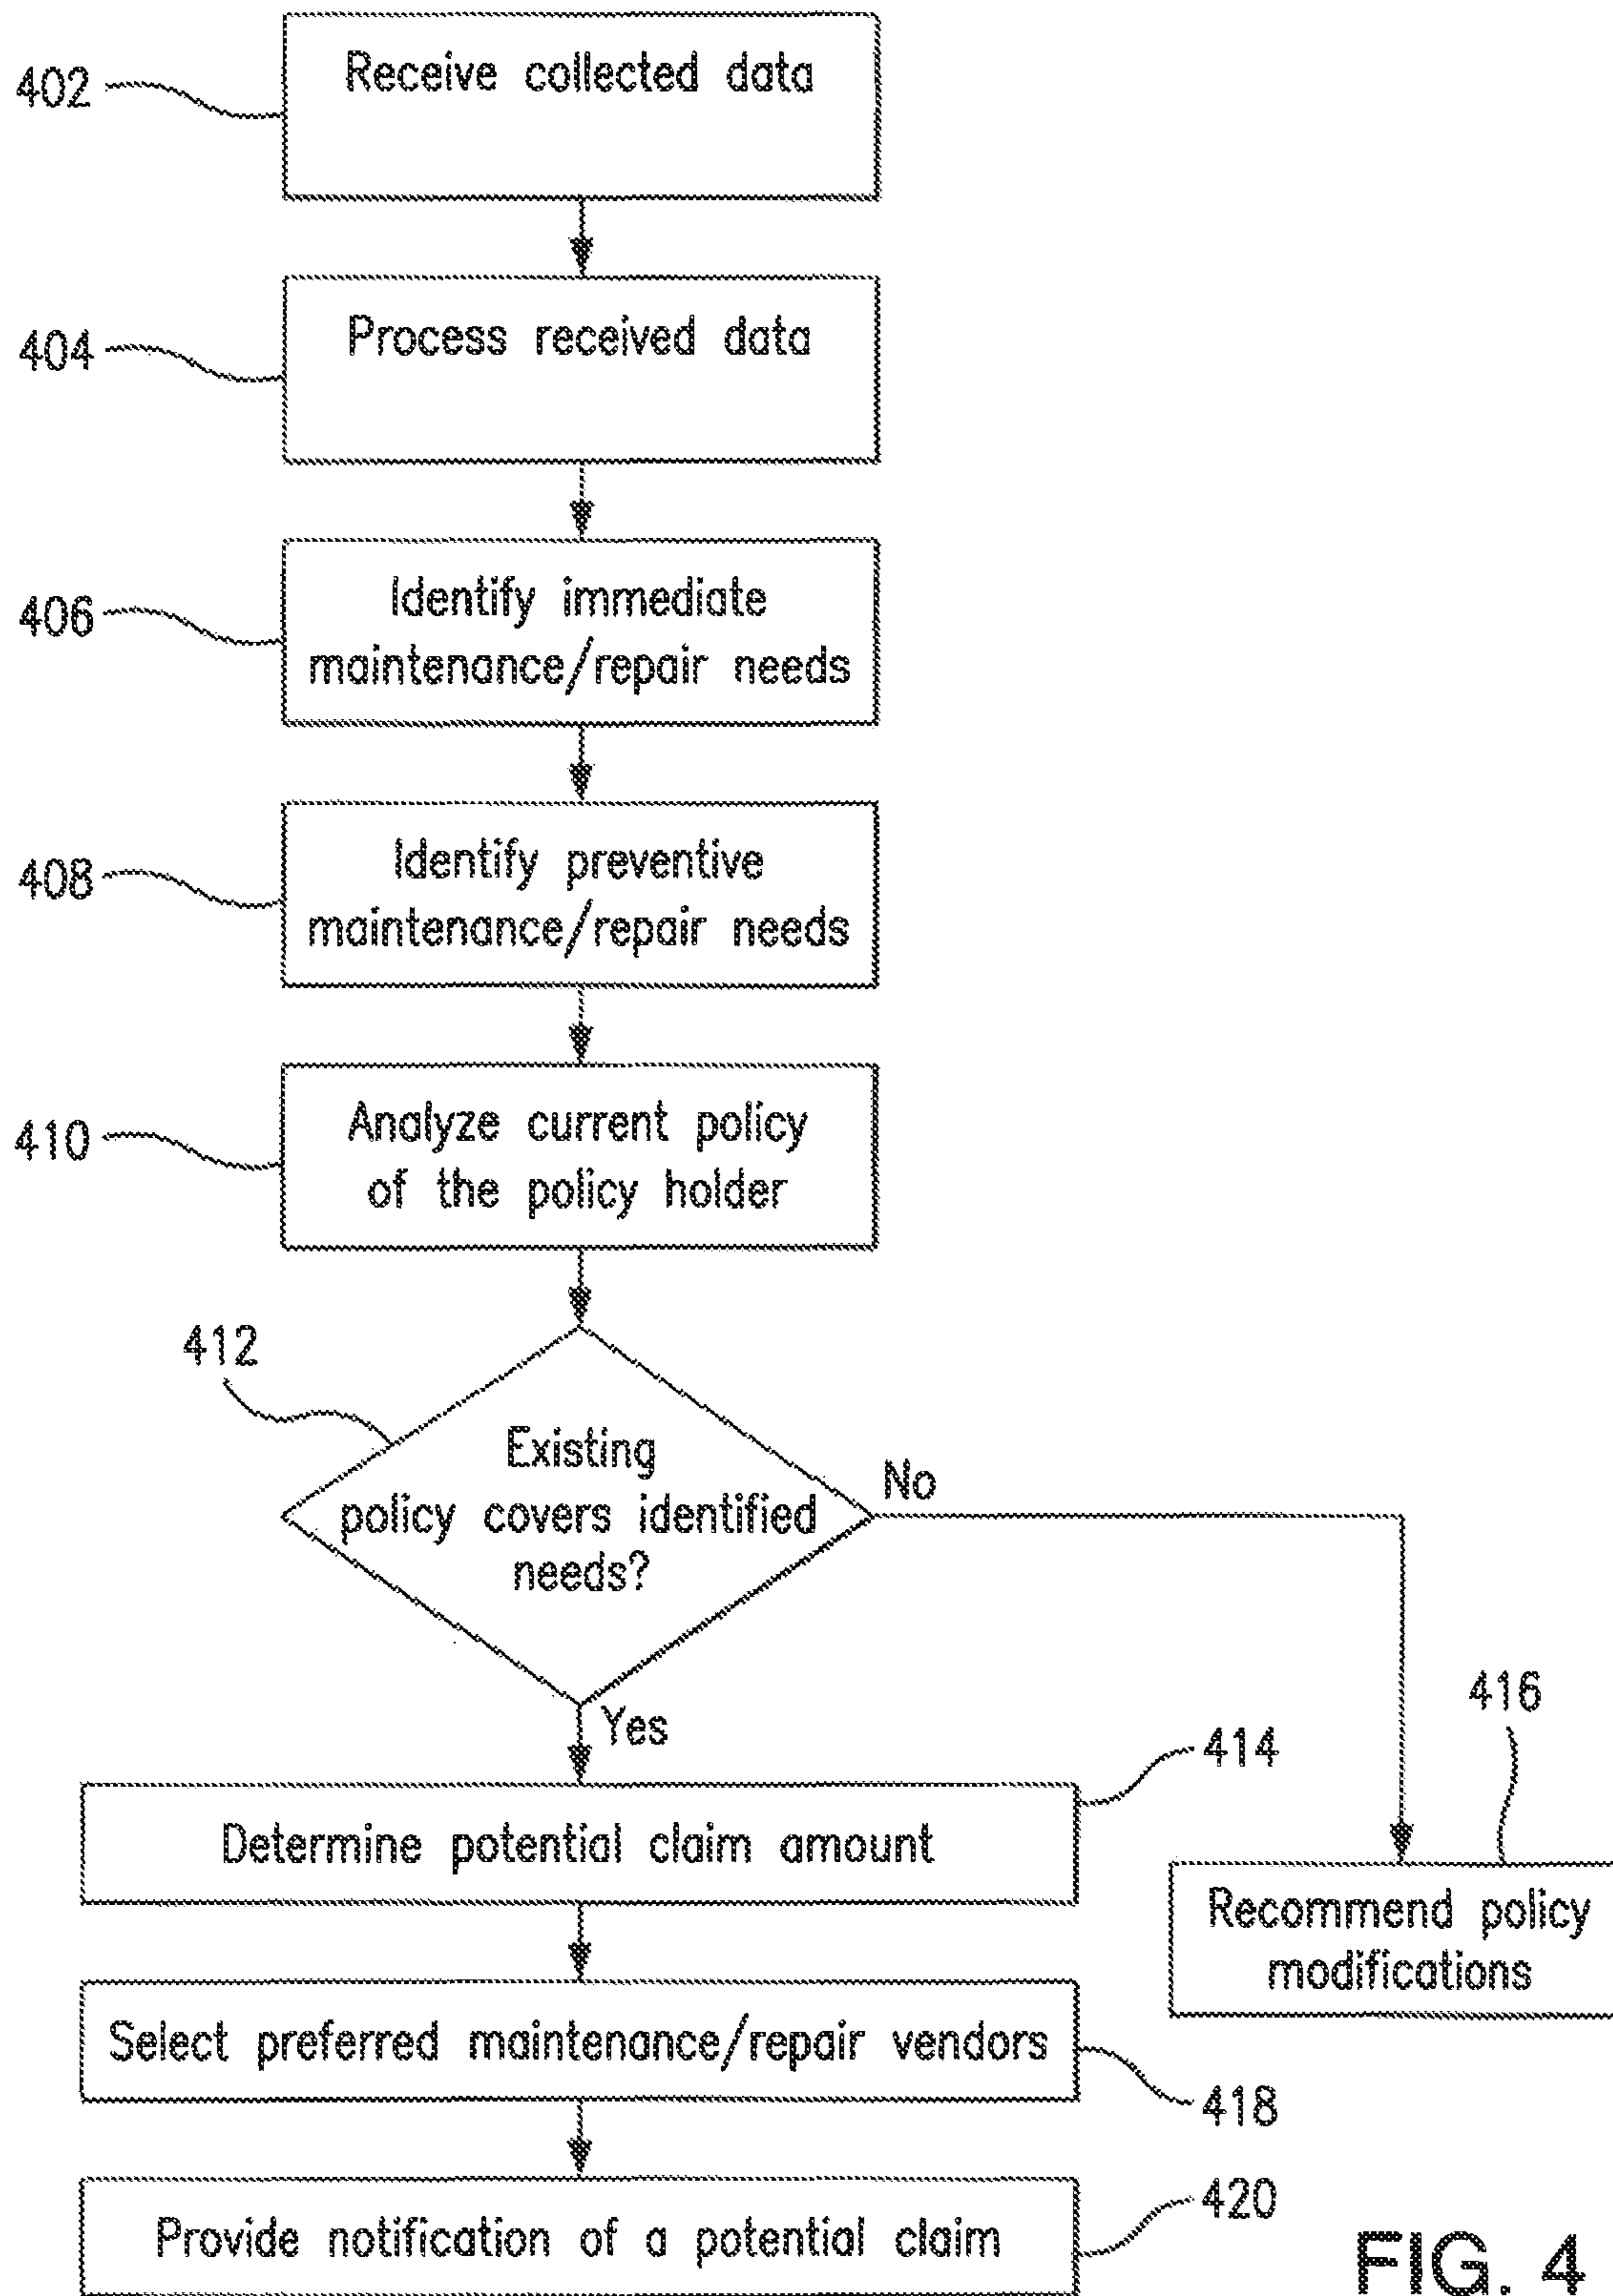 402
Receive collected data
404
Process received data
406
Identify immediate
maintenance/repair needs
408
Identify preventive
maintenance/repair needs
410
Analyze current policy
of the policy holder
412
Existing
policy covers identified
needs?
No
Yes
416
414
Determine potential claim amount
Recommend policy
modifications
Select preferred maintenance/repair vendors
418
420
Provide notification of a potential claim
FIG. 4